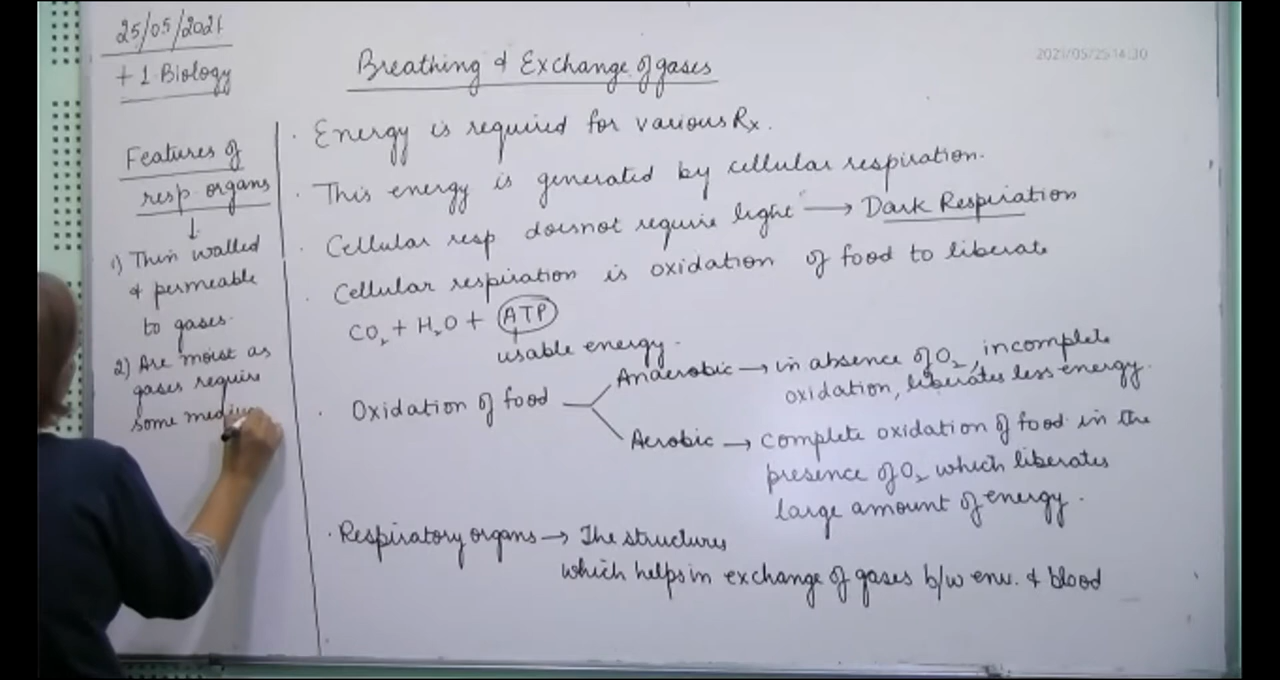 25/05/2021
+1 Biology
Breathing & Exchange of gases
2021/05/25 14:30
Features of
resp. organs
↓
1) Thin walled
& permeable
to gases.
2) Are moist as
gases require
some medium
· Energy is required for various Rx.
· This energy is generated by cellular respiration.
· Cellular resp doesnot require light → Dark Respiration
· Cellular respiration is oxidation of food to liberate
CO2 + H2O + ATP
usable energy.
· Oxidation of food
Anaerobic → in absence of O2, incomplete
oxidation, liberates less energy.
Aerobic → complete oxidation of food in the
presence of O2 which liberates
large amount of energy.
· Respiratory organs → The structures
which helps in exchange of gases b/w env. & blood